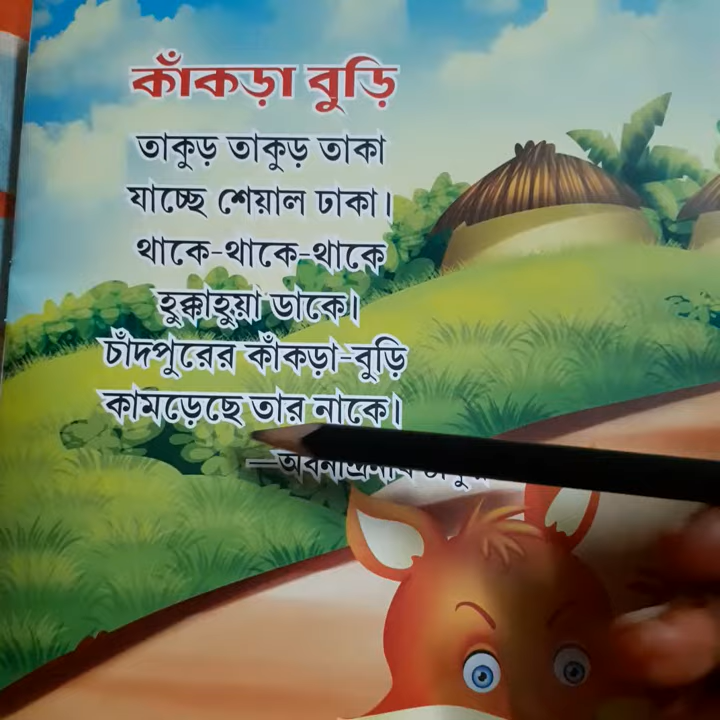 কাঁকড়া বুড়ি
তাকুড় তাকুড় তাকা
যাচ্ছে শেয়াল ঢাকা।
থাকে-থাকে-থাকে
হুক্কাহুয়া ডাকে।
চাঁদপুরের কাঁকড়া-বুড়ি
কামড়েছে তার নাকে।